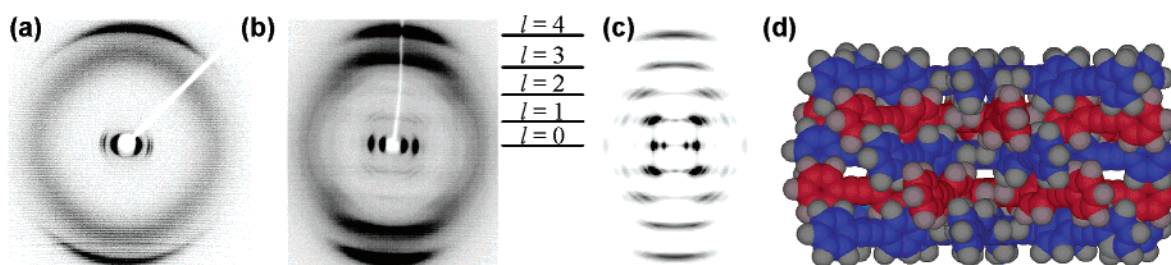 (a)
(b)
l = 4
l = 3
l = 2
l = 1
l = 0
(c)
(d)